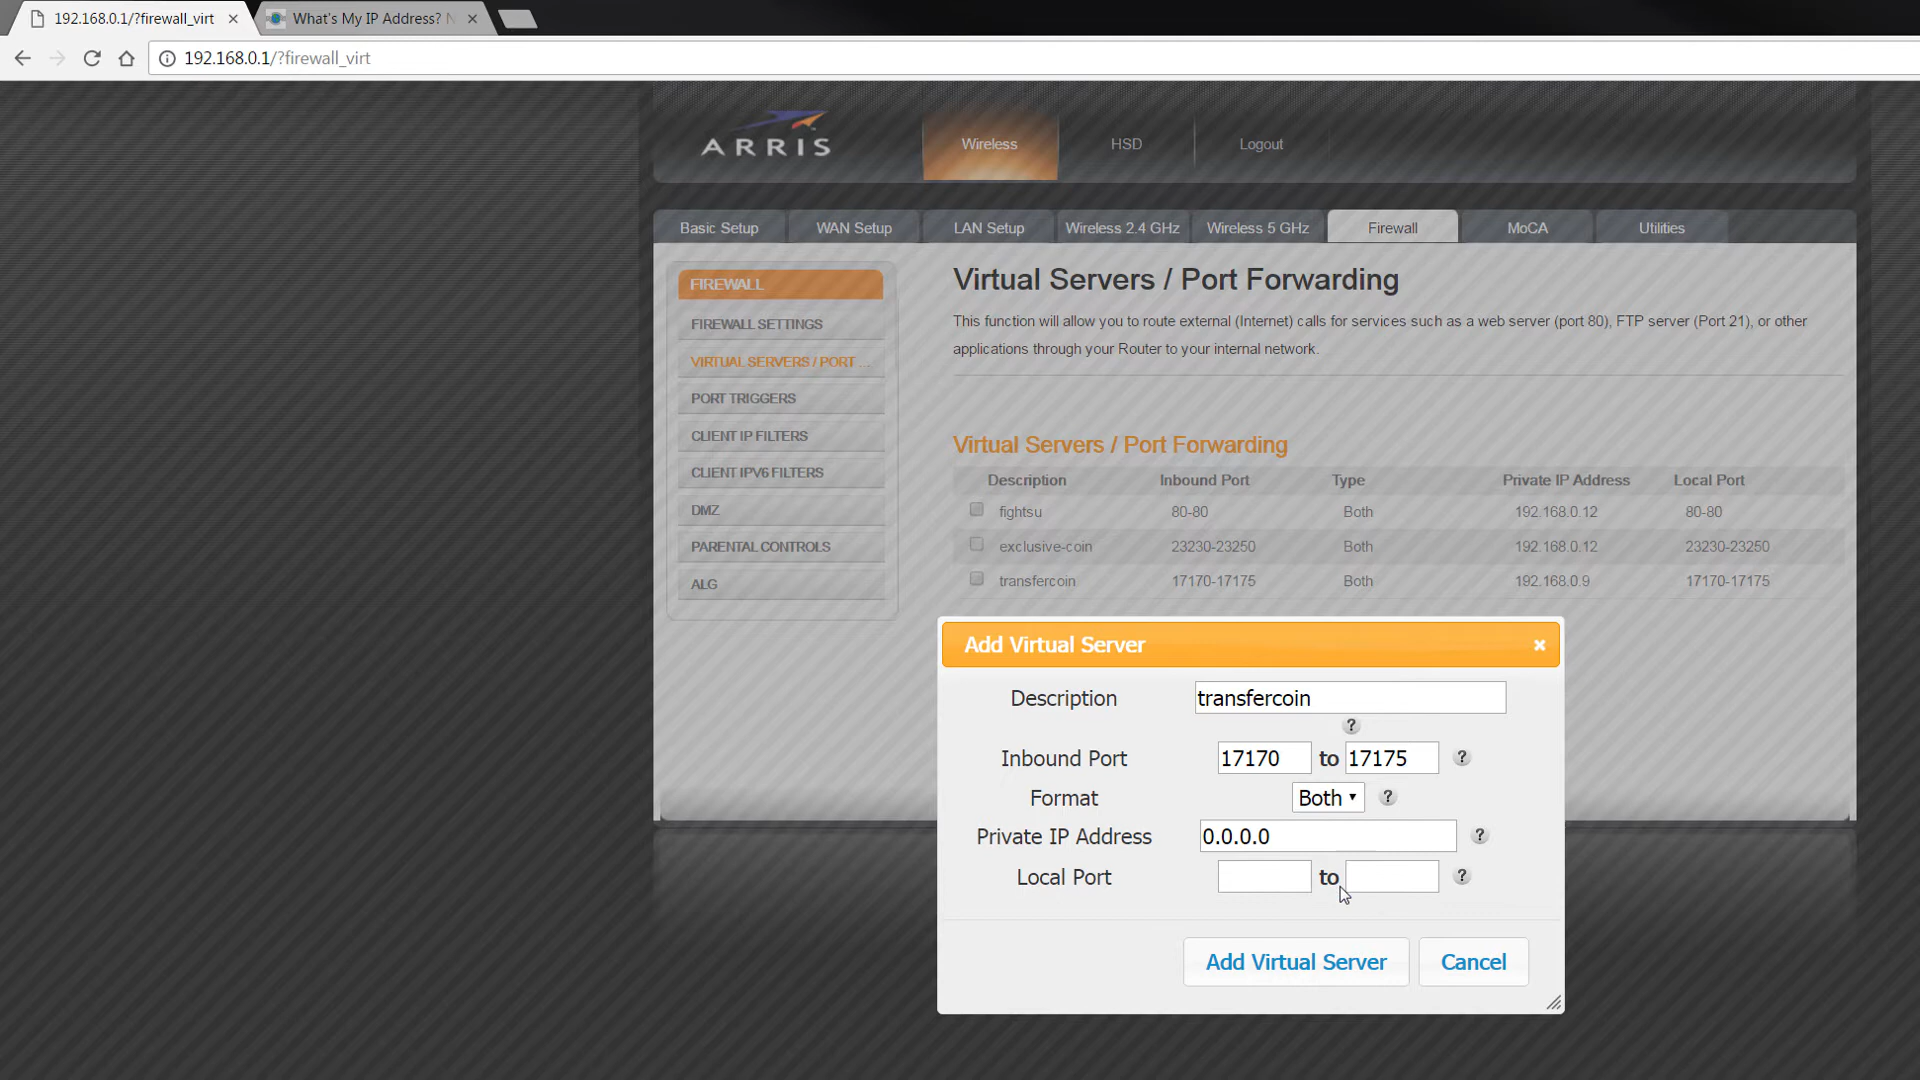 192.168.0.1/?firewall_virt
What's My IP Address? N
192.168.0.1/?firewall_virt
ARRIS
Wireless
HSD
Logout
Basic Setup
WAN Setup
LAN Setup
Wireless 2.4 GHz
Wireless 5 GHz
Firewall
MoCA
Utilities
FIREWALL
FIREWALL SETTINGS
VIRTUAL SERVERS / PORT ...
PORT TRIGGERS
CLIENT IP FILTERS
CLIENT IPV6 FILTERS
DMZ
PARENTAL CONTROLS
ALG
Virtual Servers / Port Forwarding
This function will allow you to route external (Internet) calls for services such as a web server (port 80), FTP server (Port 21), or other
applications through your Router to your internal network.
Virtual Servers / Port Forwarding
Description Inbound Port Type Private IP Address Local Port
fightsu 80-80 Both 192.168.0.12 80-80
exclusive-coin 23230-23250 Both 192.168.0.12 23230-23250
transfercoin 17170-17175 Both 192.168.0.9 17170-17175
Add Virtual Server
Description transfercoin
?
Inbound Port 17170 to 17175 ?
Format Both ?
Private IP Address 0.0.0.0 ?
Local Port to ?
Add Virtual Server Cancel